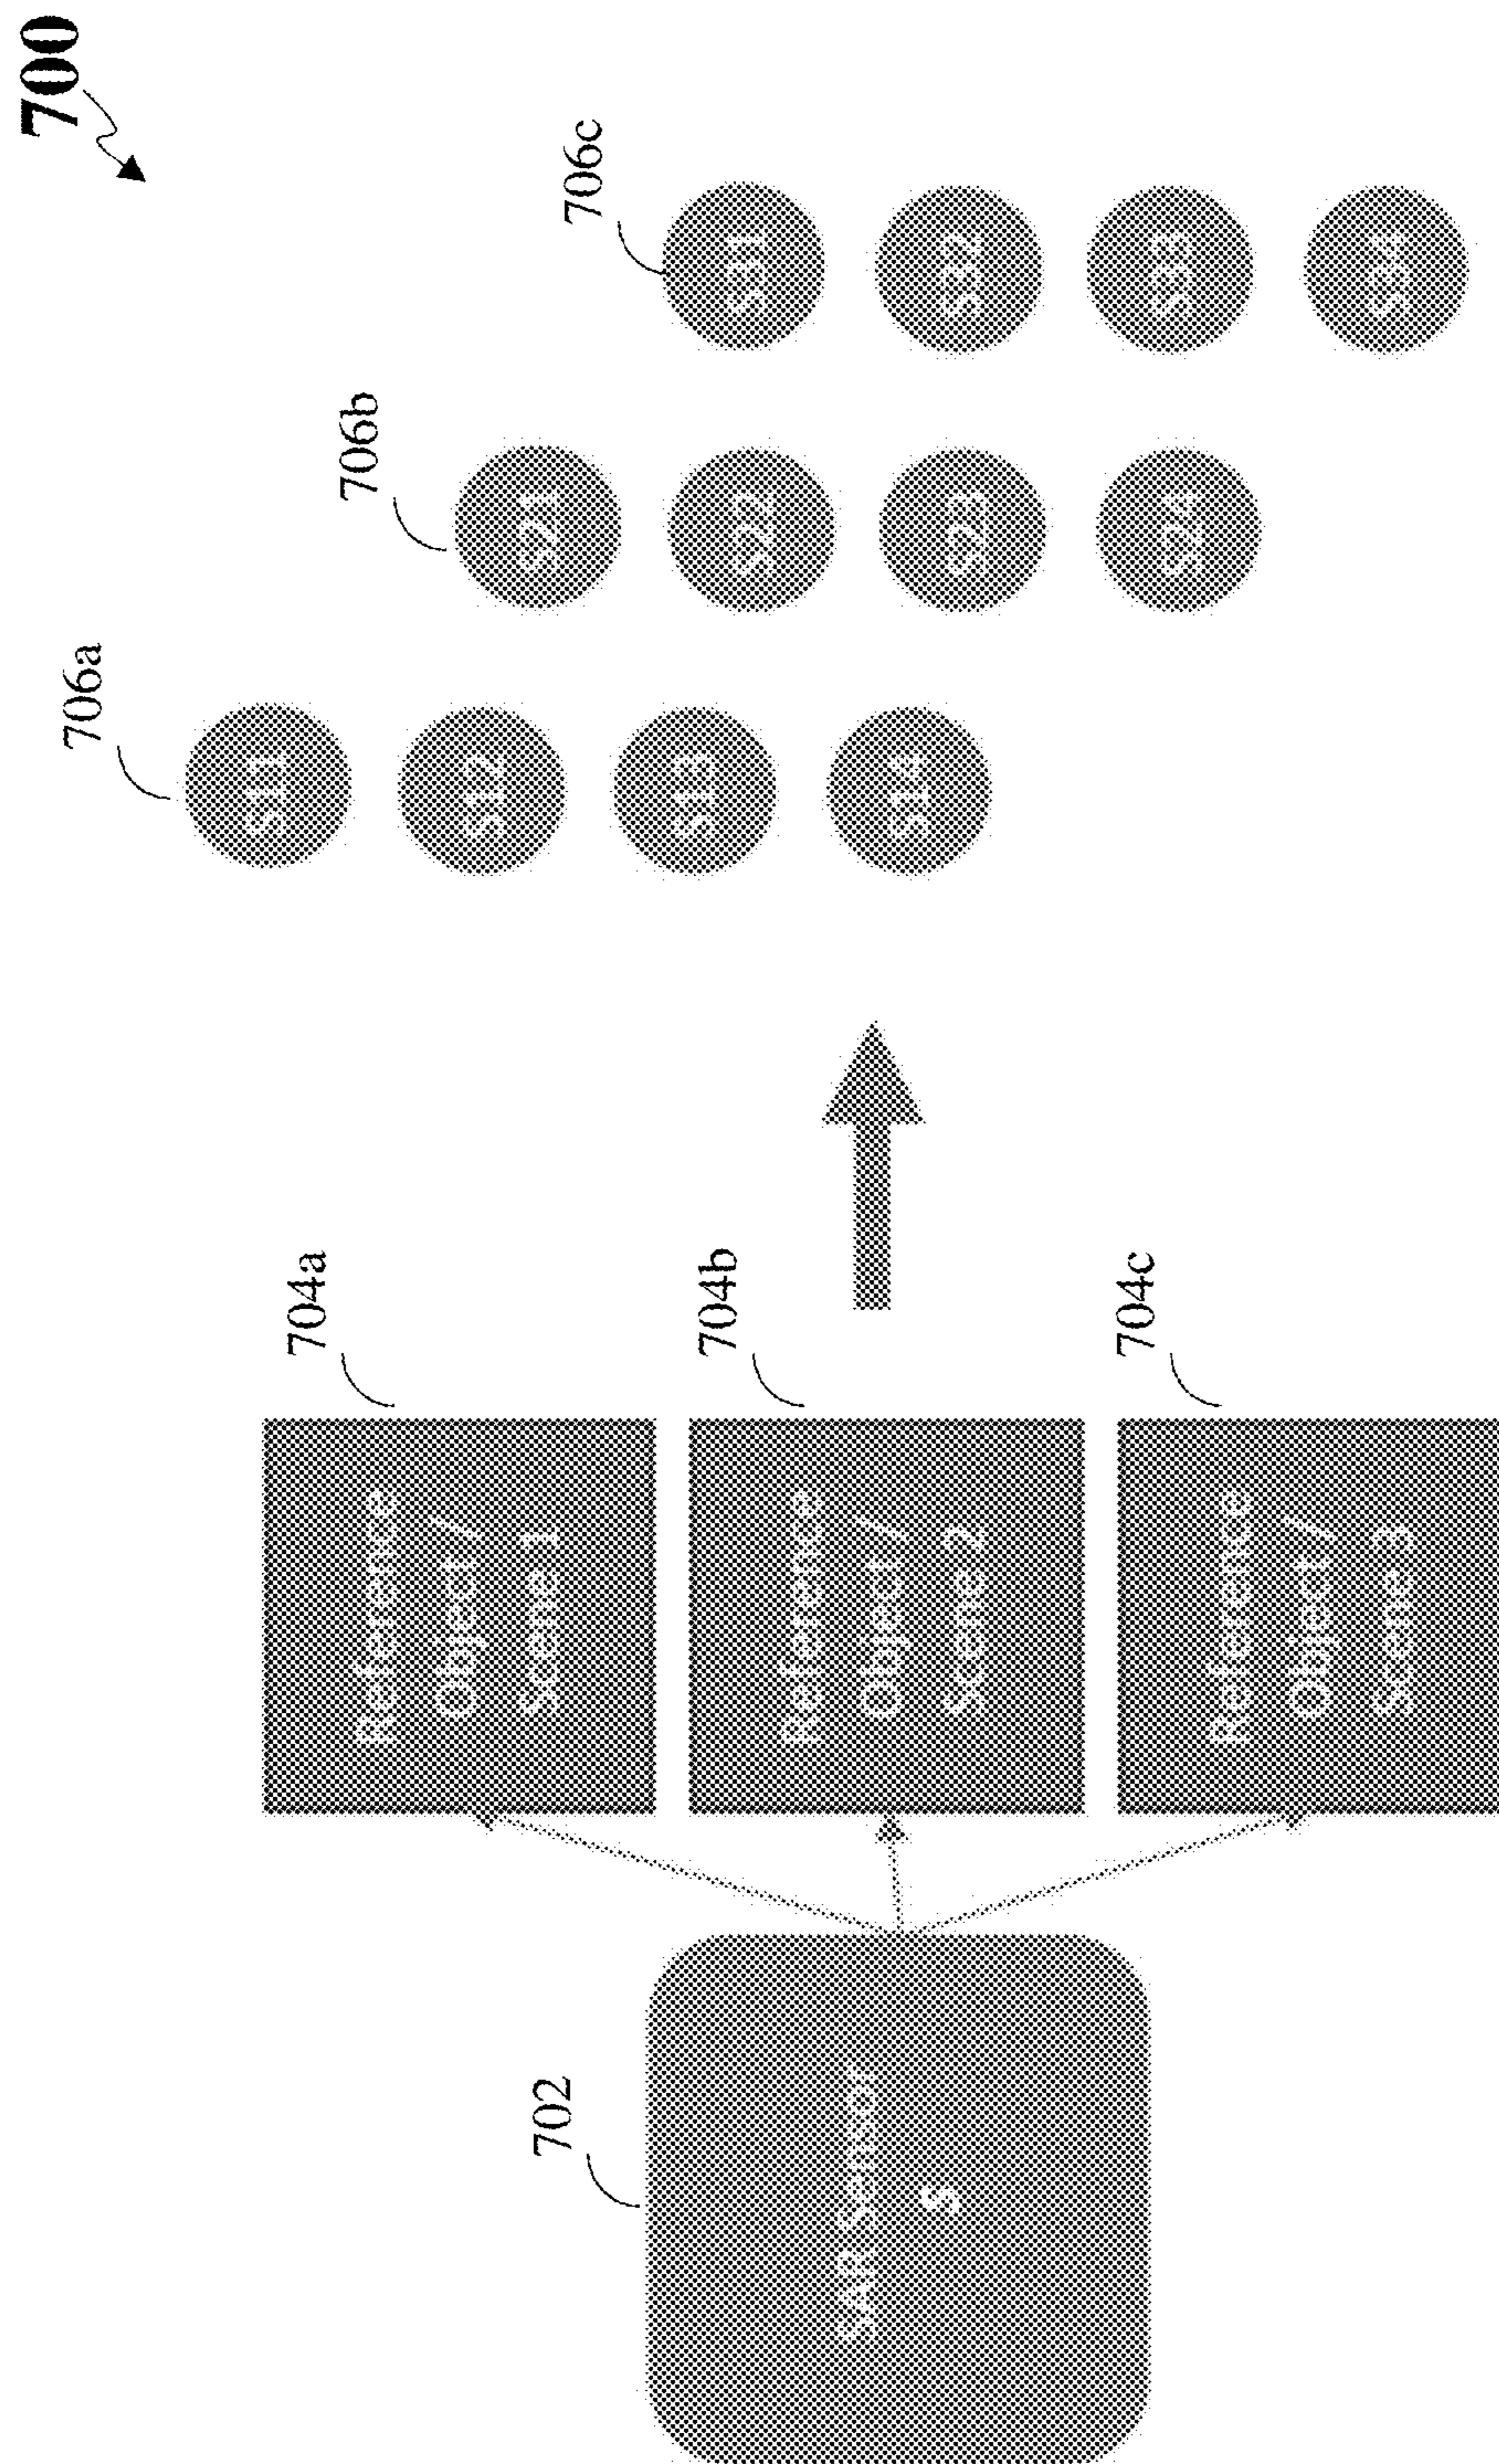 700
702
SAR Sensor
S
704a
Reference
Object /
Scene 1
704b
Reference
Object /
Scene 2
704c
Reference
Object /
Scene 3
706a
S11
S12
S13
S14
706b
S21
S22
S23
S24
706c
S31
S32
S33
S34